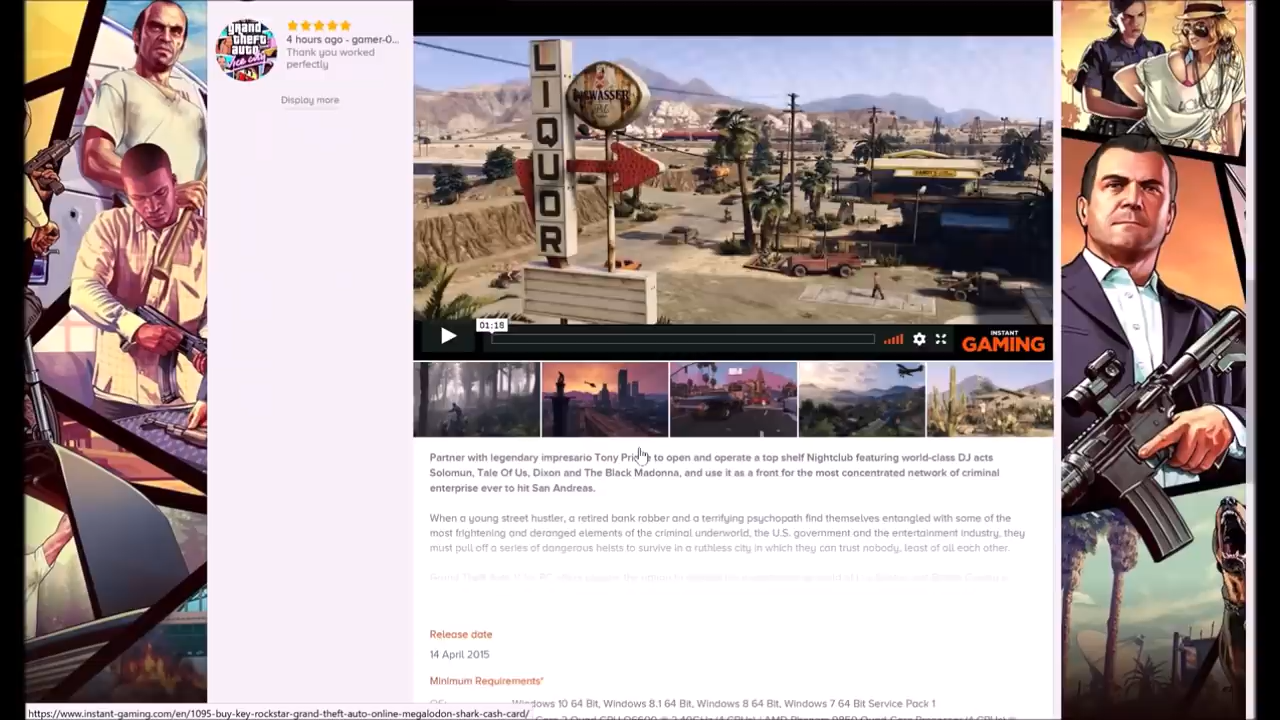 grand theft auto Vice City
4 hours ago - gamer-0...
Thank you worked
perfectly
Display more
LIQUOR
01:18
INSTANT
GAMING
Partner with legendary impresario Tony to open and operate a top shelf Nightclub featuring world-class DJ acts
Solomun, Tale Of Us, Dixon and The Black Madonna, and use it as a front for the most concentrated network of criminal
enterprise ever to hit San Andreas.
When a young street hustler, a retired bank robber and a terrifying psychopath find themselves entangled with some of the
most frightening and deranged elements of the criminal underworld, the U.S. government and the entertainment industry, they
must pull off a series of dangerous heists to survive in a ruthless city in which they can trust nobody, least of all each other.
Release date
14 April 2015
Minimum Requirements*
Windows 10 64 Bit, Windows 8.1 64 Bit, Windows 8 64 Bit, Windows 7 64 Bit Service Pack 1
https://www.instant-gaming.com/en/1095-buy-key-rockstar-grand-theft-auto-online-megalodon-shark-cash-card/